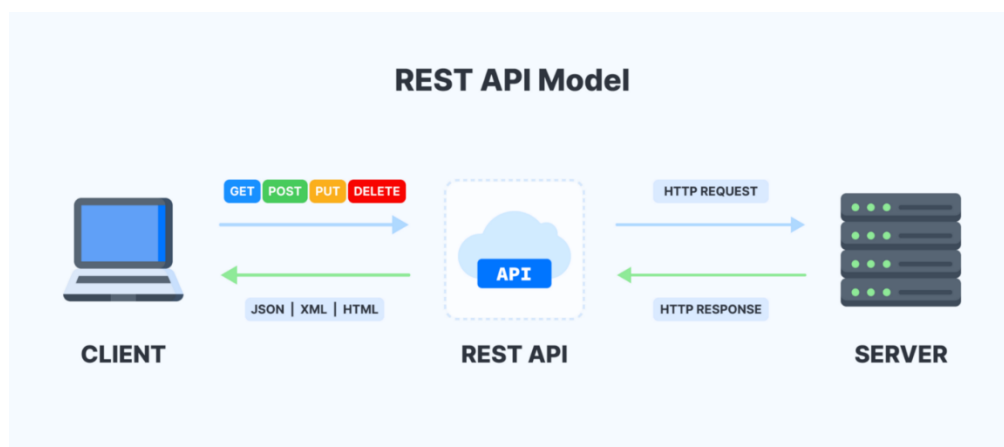 REST API Model
GET POST PUT DELETE
HTTP REQUEST
API
JSON | XML | HTML
HTTP RESPONSE
CLIENT
REST API
SERVER